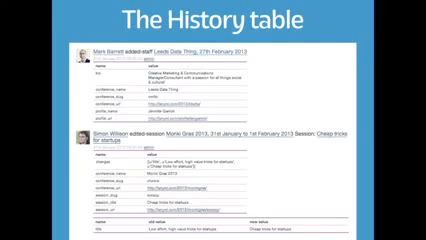 The History table
Mark Barrett added-staff Leeds Data Thing, 27th February 2013
name value
bio Creative Marketing & Communications
Manager/Consultant with a session for all things social
& cultural!
conference_name Leeds Data Thing
conference_slug
conference_url
profile_name Jennifer
profile_url
Simon Willison edited-session Monki Gras 2013, 31st January to 1st February 2013 Session: Cheap tricks
for startups
name value
changes
conference_name Monki Gras 2013
conference_slug
conference_url
session_slug
session_title Cheap tricks for startups
session_url
name old value new value
title Low effort, high value tricks for startups Cheap tricks for startups